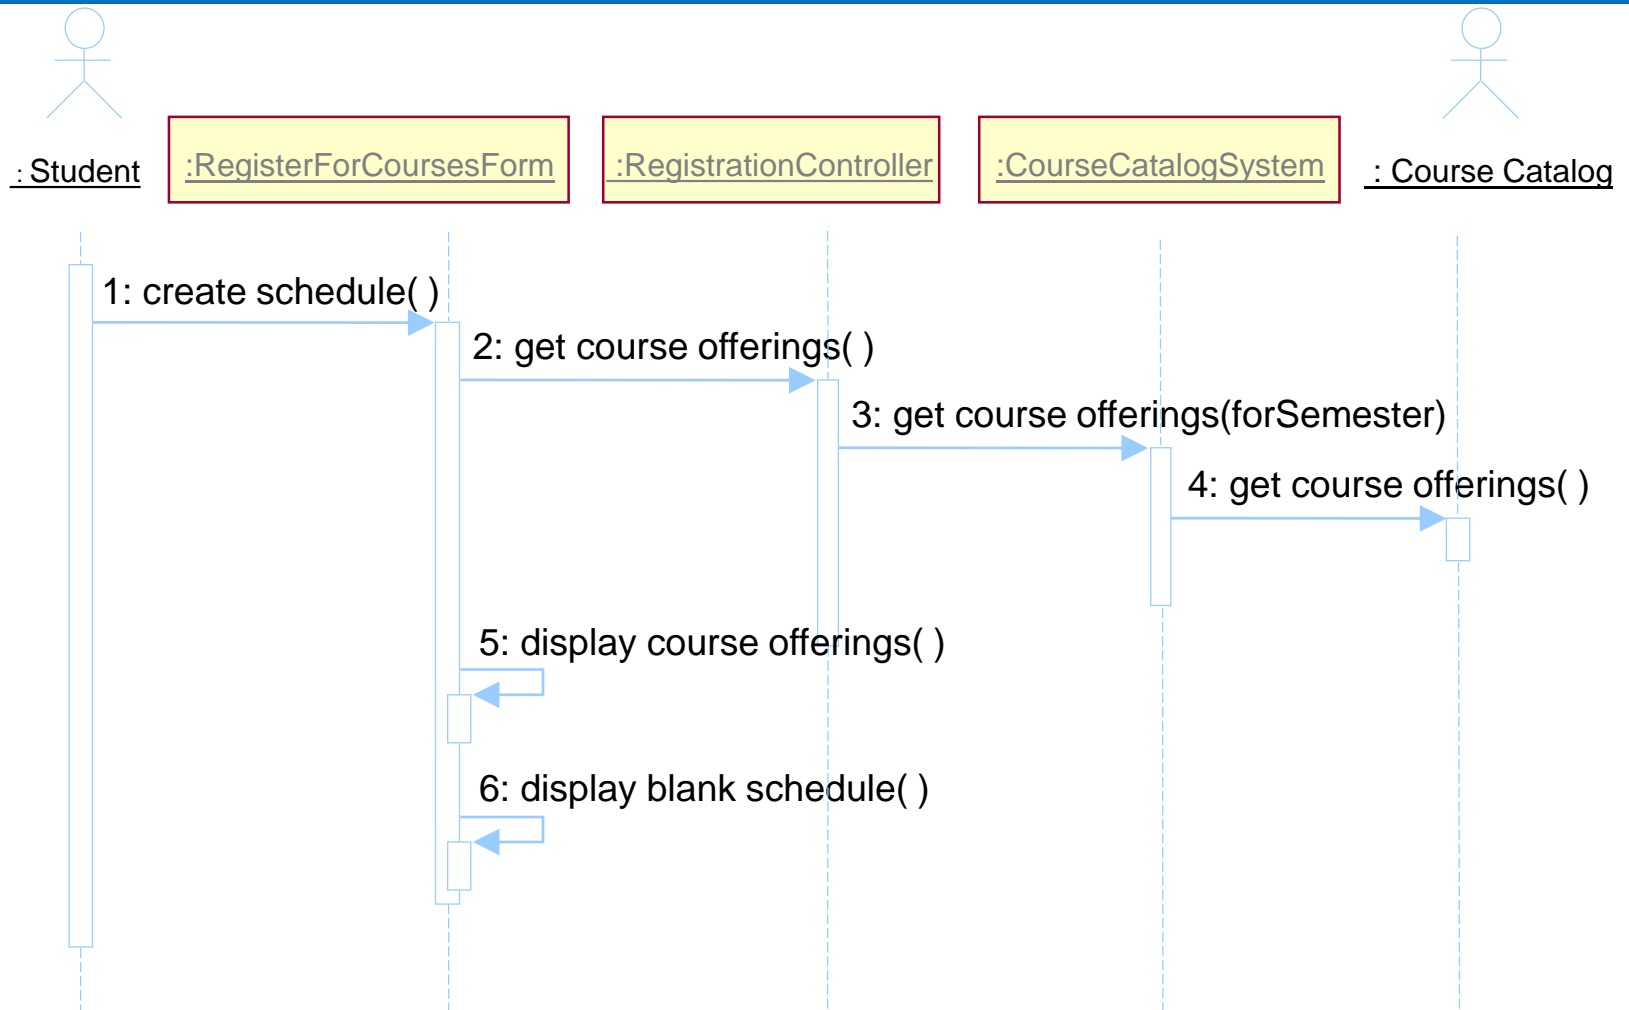 : Student
:RegisterForCoursesForm
:RegistrationController
:CourseCatalogSystem
: Course Catalog
1: create schedule( )
2: get course offerings( )
3: get course offerings(forSemester)
4: get course offerings( )
5: display course offerings( )
6: display blank schedule( )